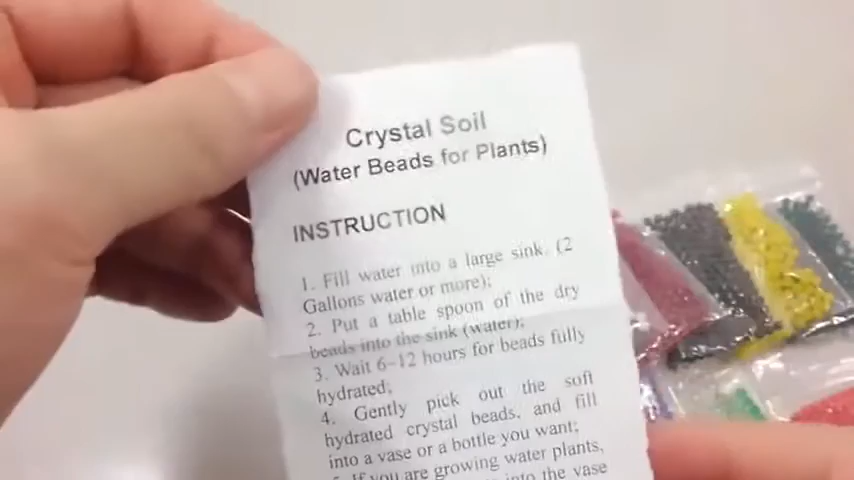 Crystal Soil
(Water Beads for Plants)
INSTRUCTION
1. Fill water into a large sink. (2
Gallons water or more);
2. Put a table spoon of the dry
beads into the sink (water);
3. Wait 6-12 hours for beads fully
hydrated;
4. Gently pick out the soft
hydrated crystal beads, and fill
into a vase or a bottle you want;
If you are growing water plants,
into the vase